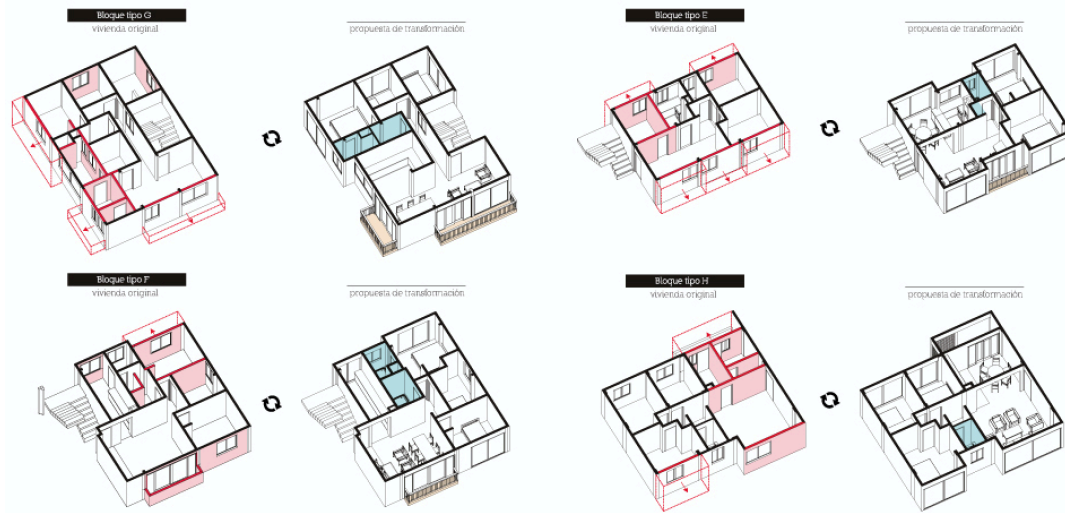 Bloque tipo G
vivienda original
propuesta de transformación
Bloque tipo E
vivienda original
propuesta de transformación
Bloque tipo F
vivienda original
propuesta de transformación
Bloque tipo H
vivienda original
propuesta de transformación